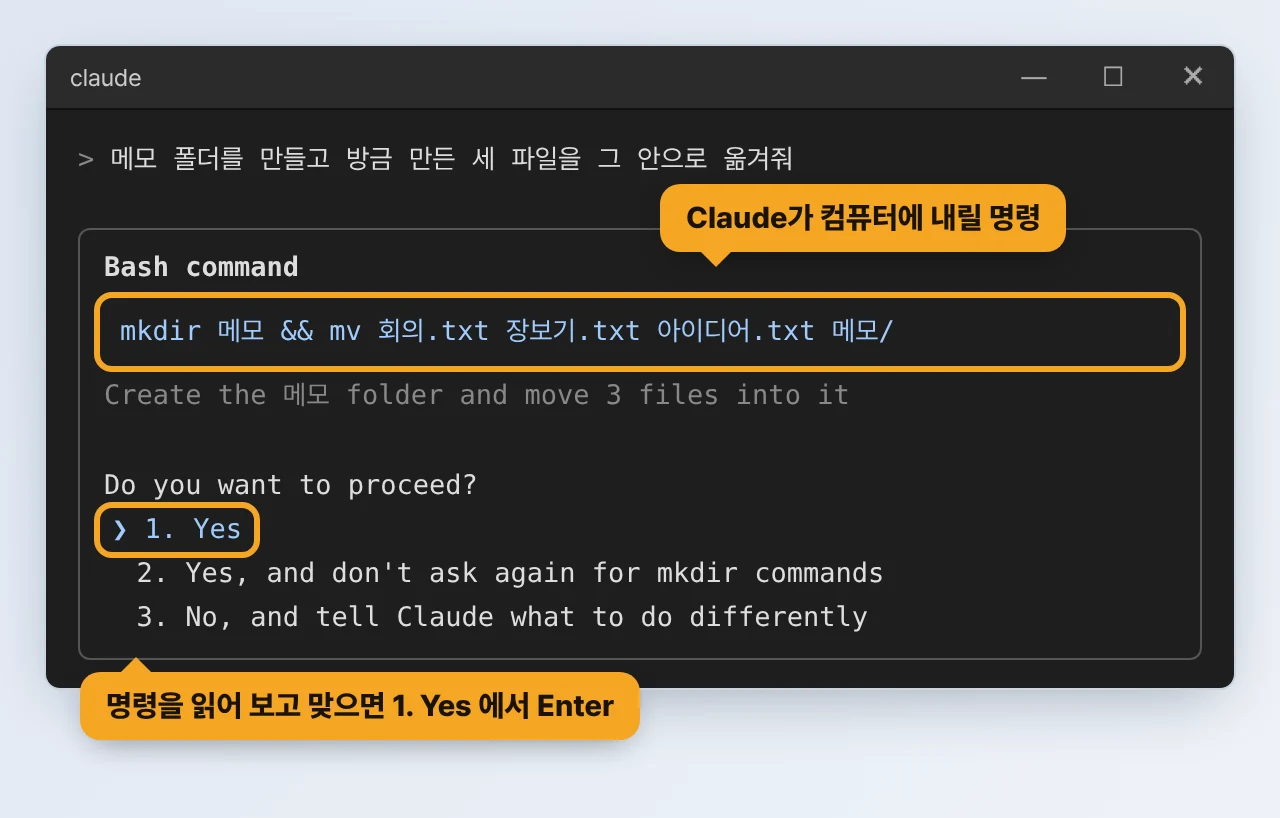 claude
> 메모 폴더를 만들고 방금 만든 세 파일을 그 안으로 옮겨줘
Claude가 컴퓨터에 내릴 명령
Bash command
mkdir 메모 && mv 회의.txt 장보기.txt 아이디어.txt 메모/
Create the 메모 folder and move 3 files into it
Do you want to proceed?
❯ 1. Yes
2. Yes, and don't ask again for mkdir commands
3. No, and tell Claude what to do differently
명령을 읽어 보고 맞으면 1. Yes 에서 Enter